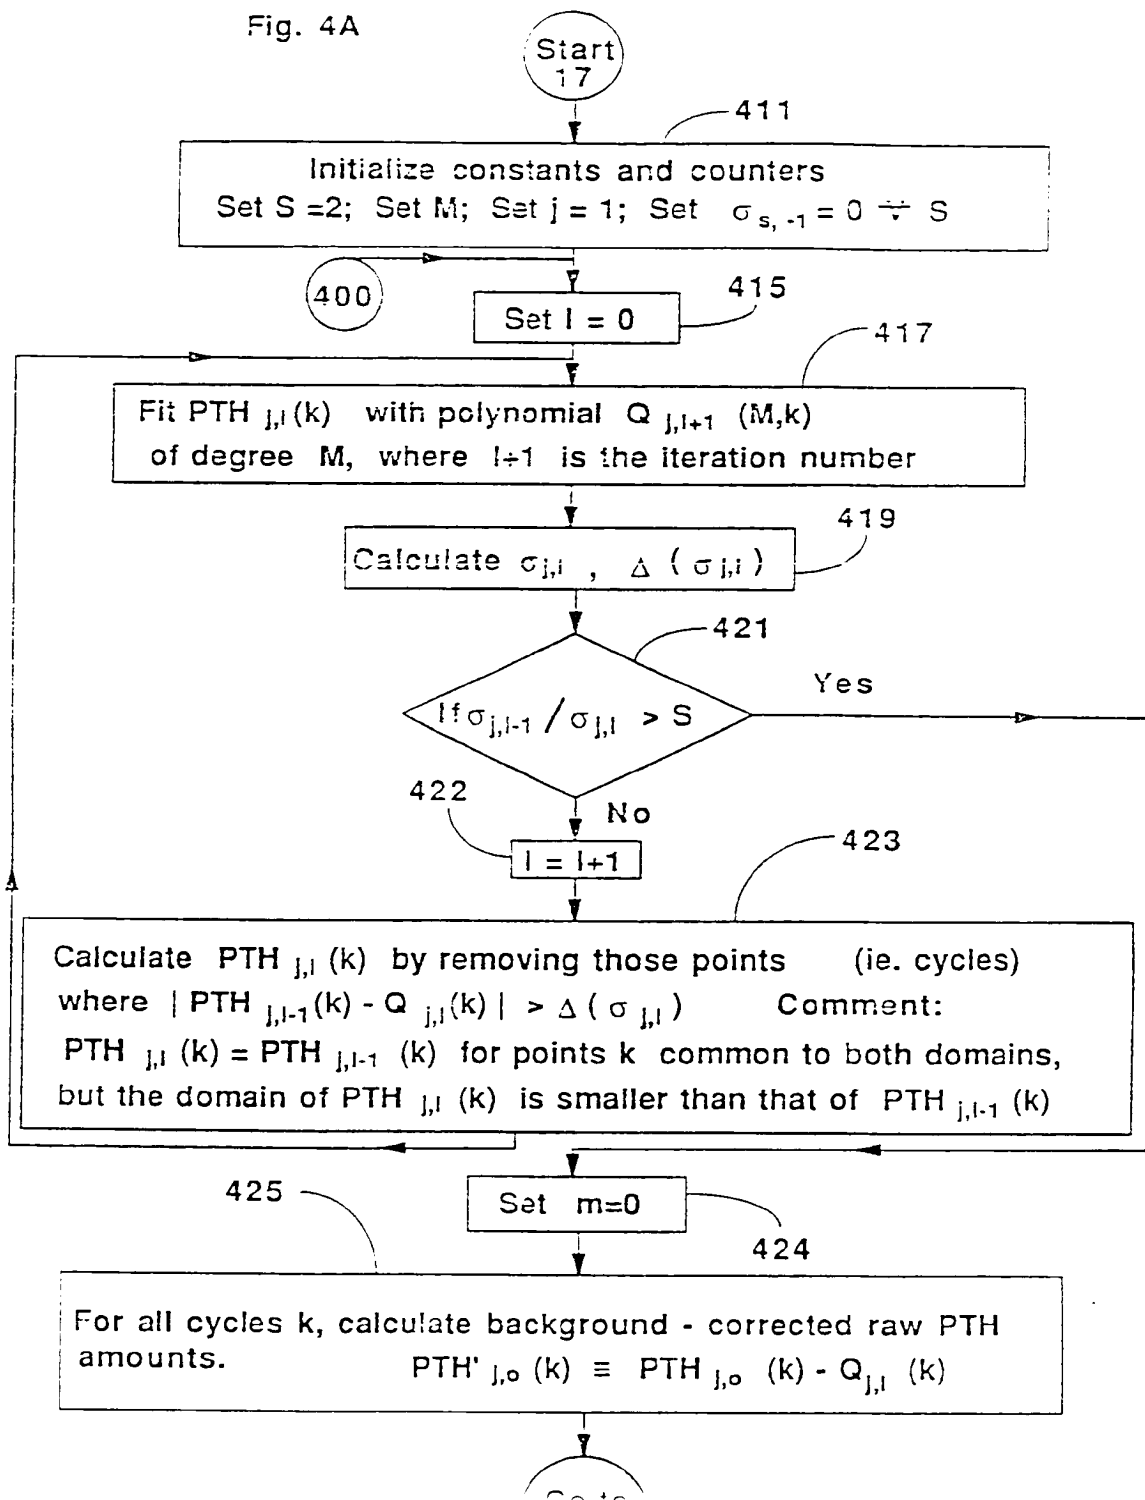 Fig. 4A
Start
17
411
Initialize constants and counters
Set S =2; Set M; Set j = 1; Set σ s, -1 = 0 S
400
415
Set l = 0
417
Fit PTH j,l (k) with polynomial Q j,l+1 (M,k)
of degree M, where l+1 is the iteration number
419
Calculate σ j,l , Δ ( σ j,l )
421
Yes
If σ j,l-1 / σ j,l > S
422
No
l = l+1
423
Calculate PTH j,l (k) by removing those points (ie. cycles)
where | PTH j,l-1 (k) - Q j,l (k) | > Δ ( σ j,l ) Comment:
PTH j,l (k) = PTH j,l-1 (k) for points k common to both domains,
but the domain of PTH j,l (k) is smaller than that of PTH j,l-1 (k)
425
Set m=0
424
For all cycles k, calculate background - corrected raw PTH
amounts. PTH' j,o (k) ≡ PTH j,o (k) - Q j,l (k)